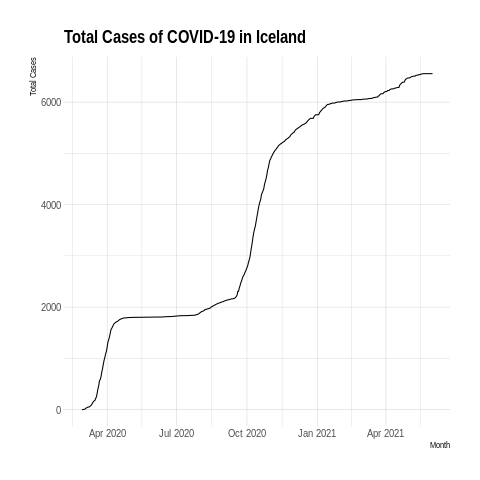 Total Cases of COVID-19 in Iceland
Total Cases
6000
4000
2000
0
Apr 2020 Jul 2020 Oct 2020 Jan 2021 Apr 2021
Month